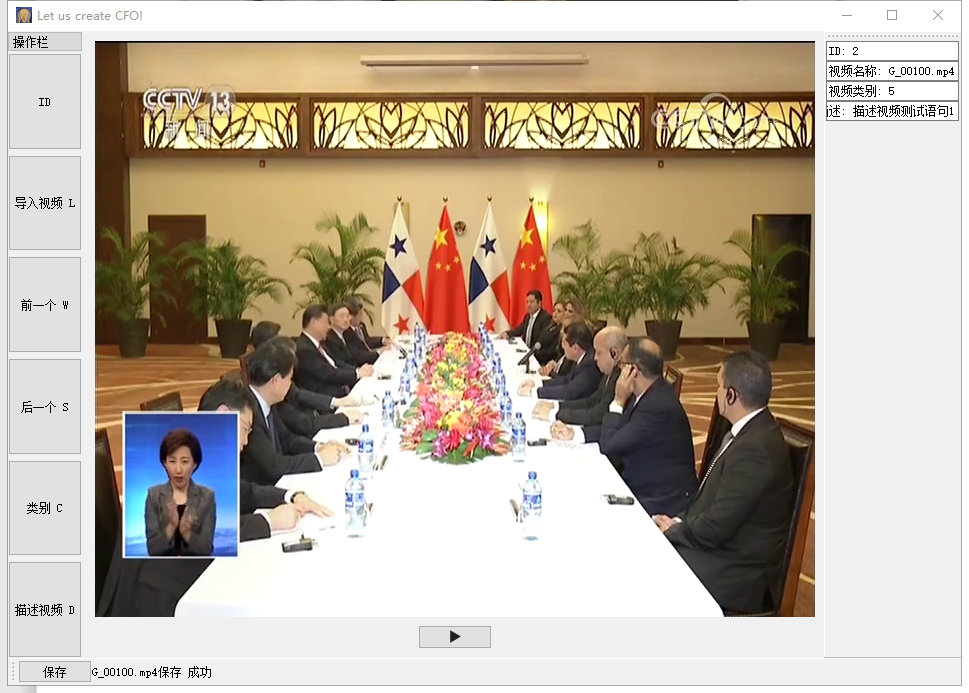 Let us create CFO!
操作栏
ID
导入视频 L
前一个 W
后一个 S
类别 C
描述视频 D
CCTV 13
新闻
ID: 2
视频名称: G_00100.mp4
视频类别: 5
述: 描述视频测试语句1
保存
G_00100.mp4保存 成功